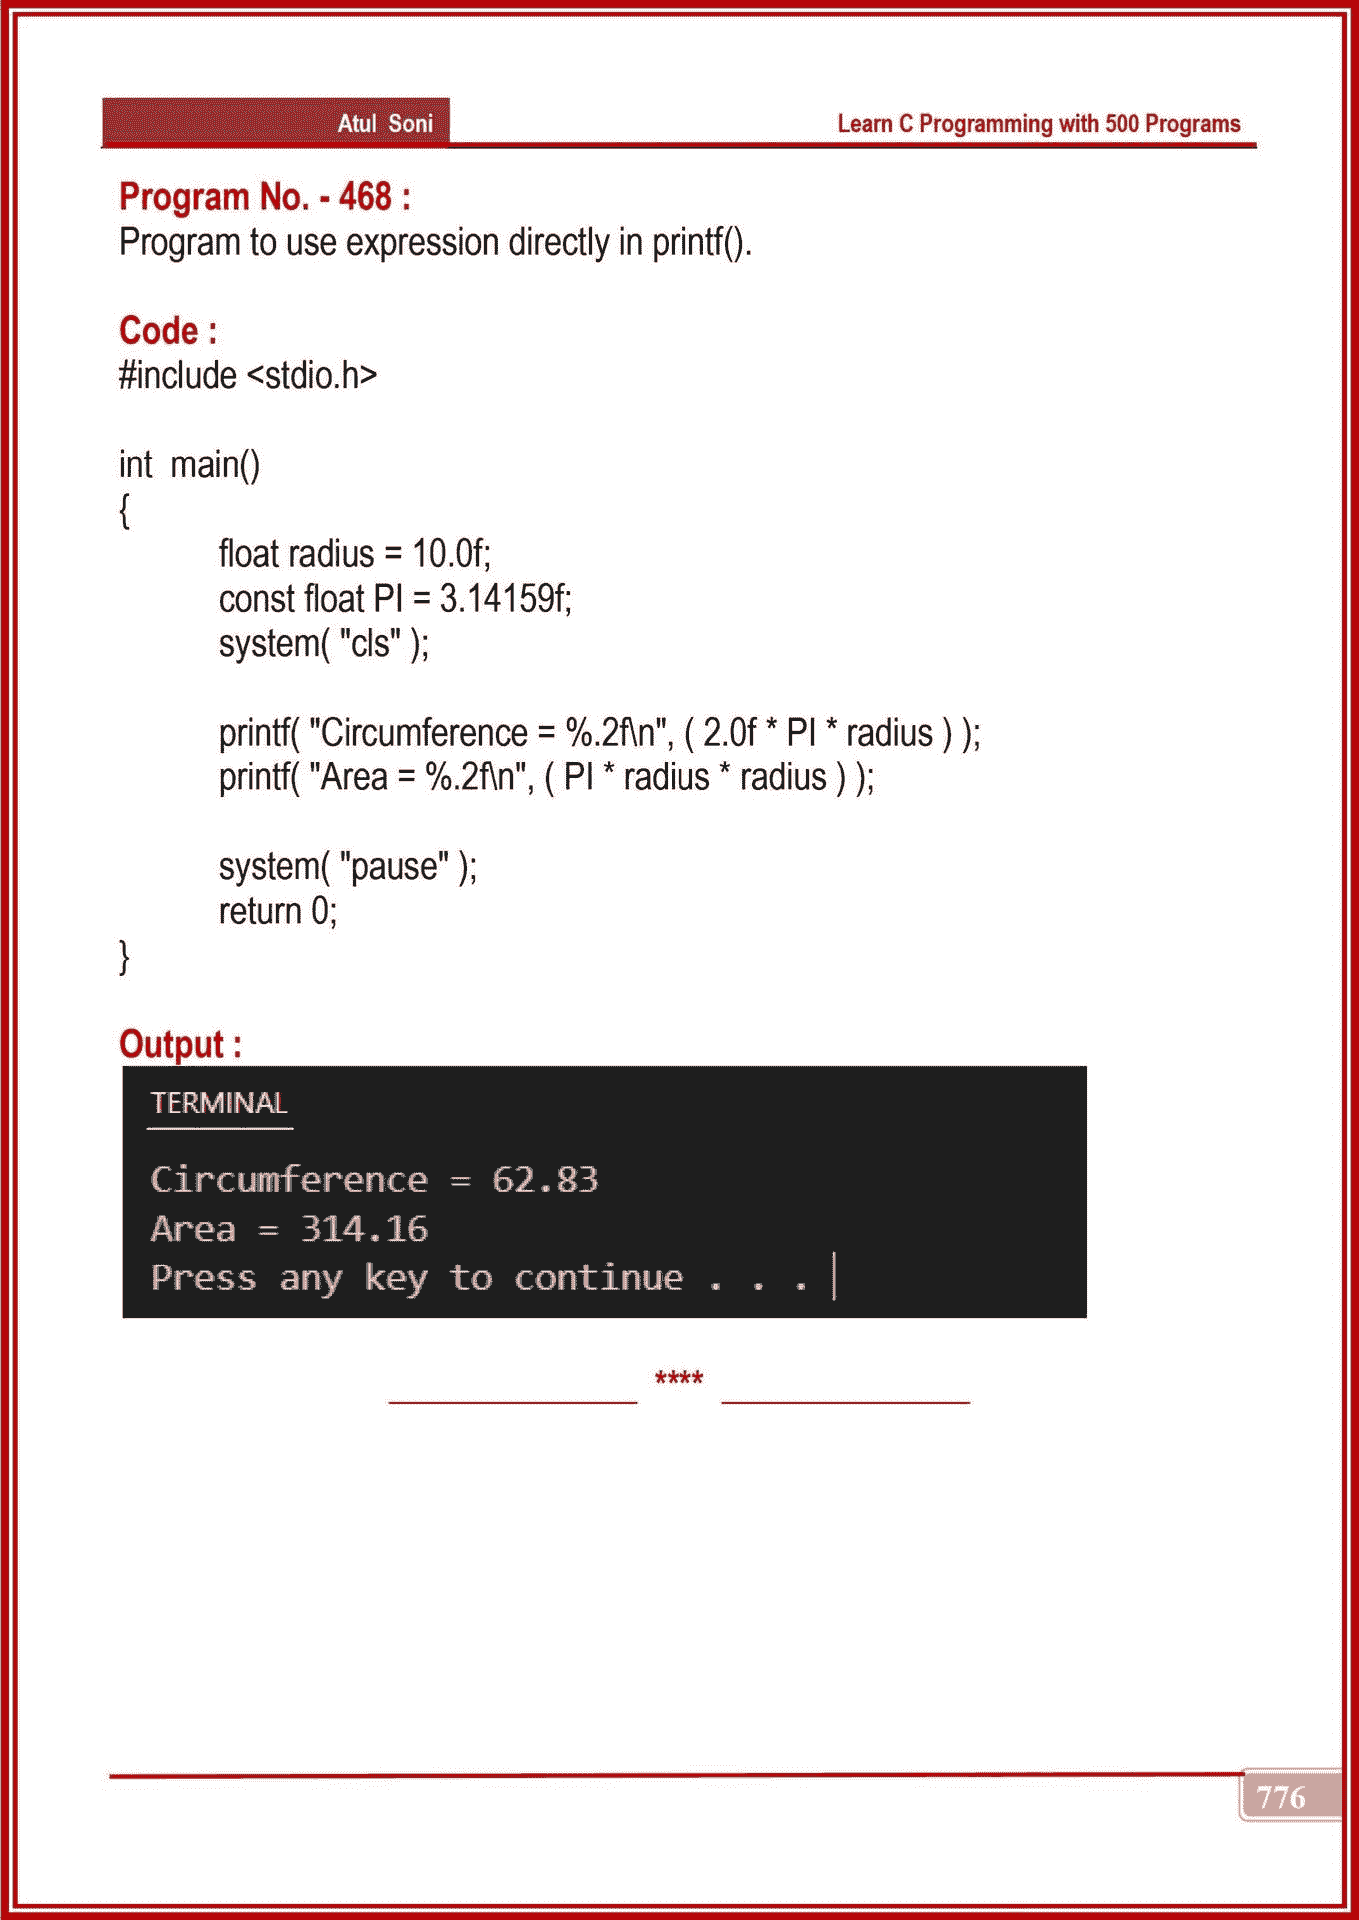 Atul Soni
Learn C Programming with 500 Programs
Program No. - 468 :
Program to use expression directly in printf().
Code :
#include <stdio.h>
int main()
{
float radius = 10.0f;
const float PI = 3.14159f;
system( "cls" );
printf( "Circumference = %.2f\n", ( 2.0f * PI * radius ) );
printf( "Area = %.2f\n", ( PI * radius * radius ) );
system( "pause" );
return 0;
}
Output :
TERMINAL
Circumference = 62.83
Area = 314.16
Press any key to continue . . .
****
776